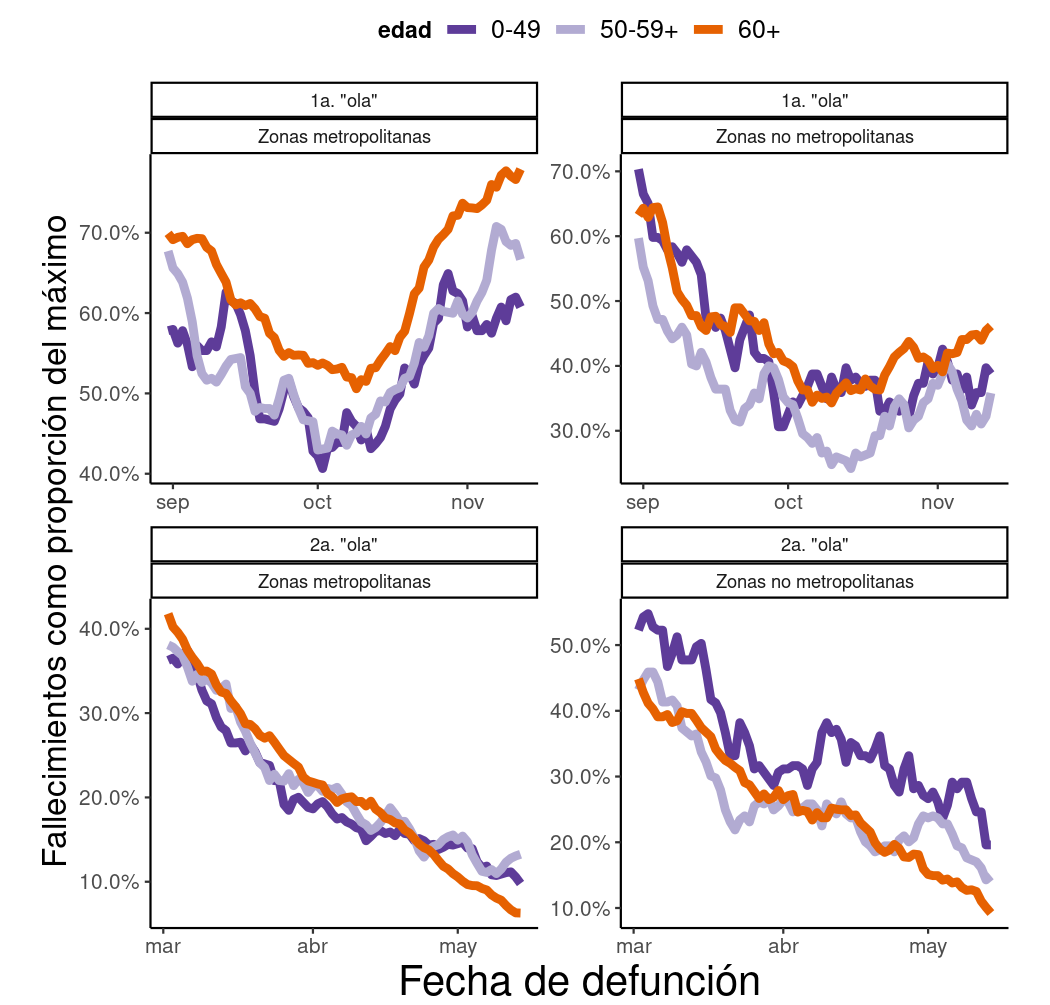 edad 0-49 50-59+ 60+
1a. "ola"
Zonas metropolitanas
1a. "ola"
Zonas no metropolitanas
70.0%
60.0%
50.0%
40.0%
sep oct nov
70.0%
60.0%
50.0%
40.0%
30.0%
sep oct nov
2a. "ola"
Zonas metropolitanas
2a. "ola"
Zonas no metropolitanas
40.0%
30.0%
20.0%
10.0%
mar abr may
50.0%
40.0%
30.0%
20.0%
10.0%
mar abr may
Fallecimientos como proporción del máximo
Fecha de defunción